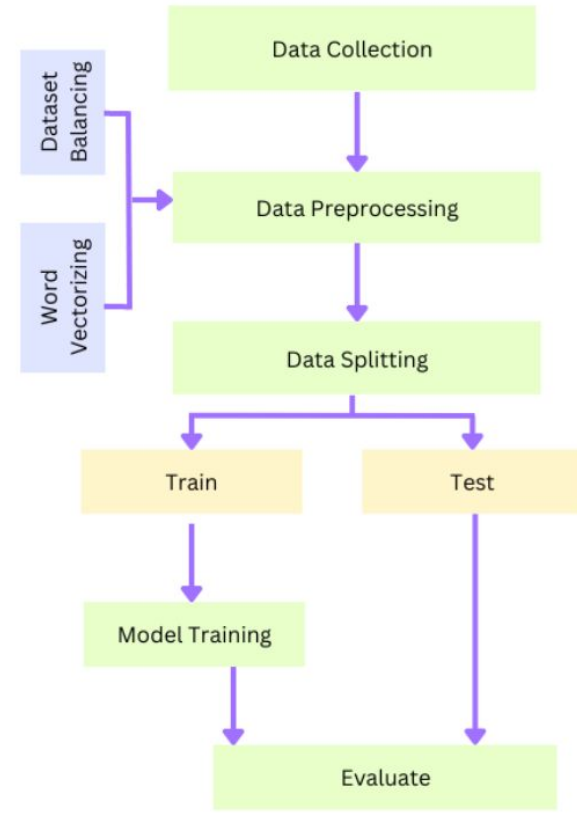 Data Collection
Dataset
Balancing
Data Preprocessing
Word
Vectorizing
Data Splitting
Train
Test
Model Training
Evaluate